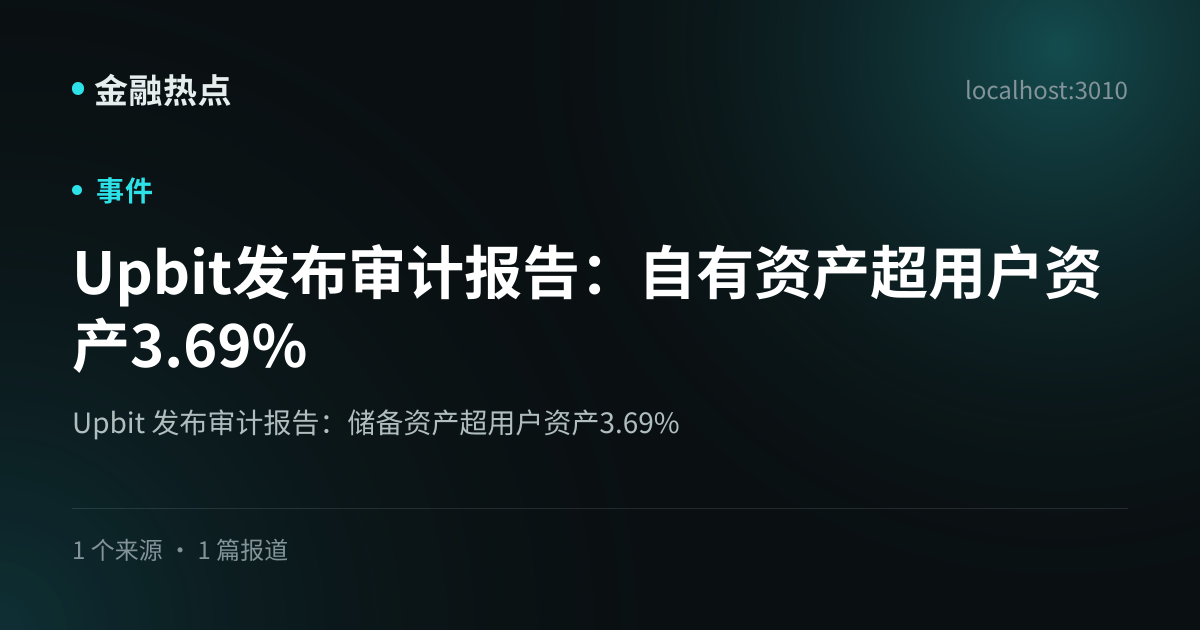 金融热点
localhost:3010
事件
Upbit发布审计报告：自有资产超用户资
产3.69%
Upbit 发布审计报告：储备资产超用户资产3.69%
1 个来源 • 1 篇报道